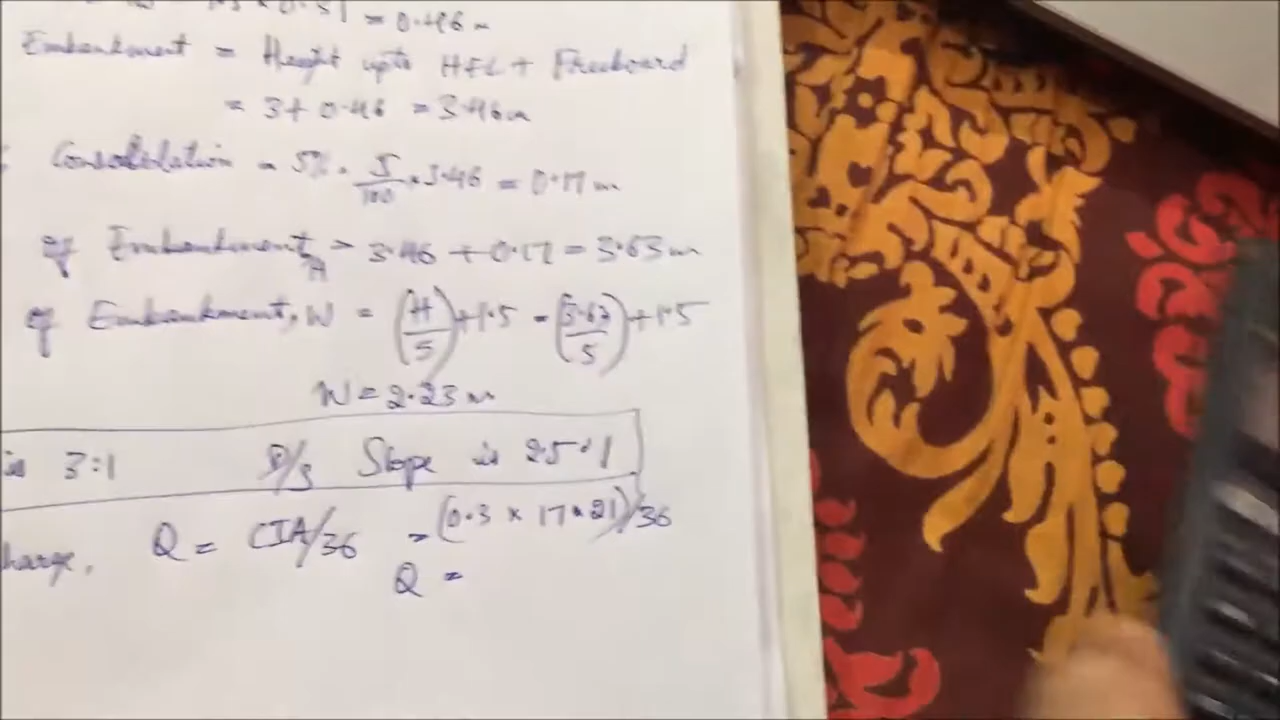 = 0.46 m
Embankment = Height upto HFL + Freeboard
= 3 + 0.46 = 3.46m
Consolidation = 5% = 5/100 × 3.46 = 0.17 m
of Embankment, H = 3.46 + 0.17 = 3.63 m
of Embankment, W = (H/5) + 1.5 = (3.63/5) + 1.5
W = 2.23 m
is 3:1 D/S Slope is 2.5:1
harge, Q = CIA/36 = (0.3 × 17 × 21)/36
Q =